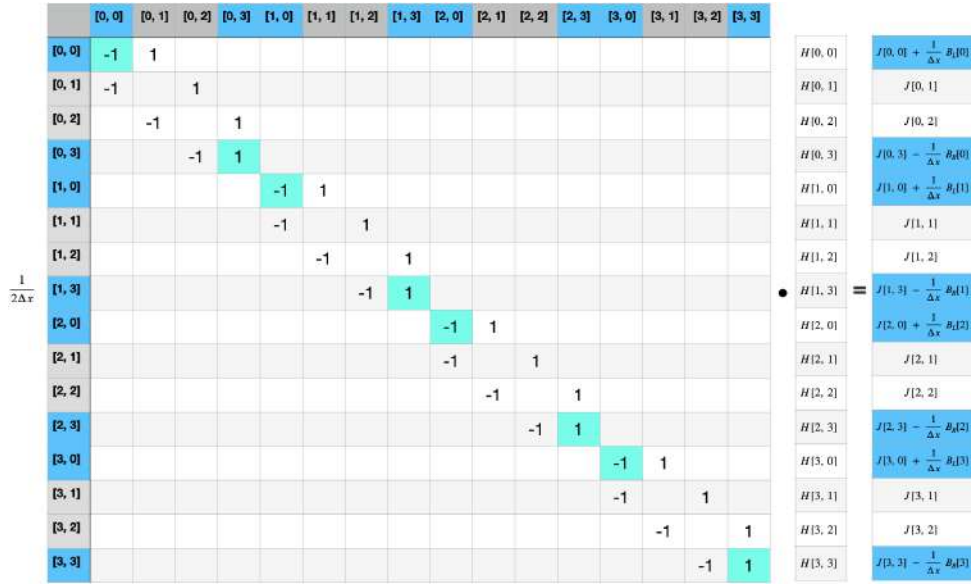 [0, 0] [0, 1] [0, 2] [0, 3] [1, 0] [1, 1] [1, 2] [1, 3] [2, 0] [2, 1] [2, 2] [2, 3] [3, 0] [3, 1] [3, 2] [3, 3]
[0, 0] -1 1 H[0, 0] J[0, 0] + 1/Δx B_L[0]
[0, 1] -1 1 H[0, 1] J[0, 1]
[0, 2] -1 1 H[0, 2] J[0, 2]
[0, 3] -1 1 H[0, 3] J[0, 3] − 1/Δx B_R[0]
[1, 0] -1 1 H[1, 0] J[1, 0] + 1/Δx B_L[1]
[1, 1] -1 1 H[1, 1] J[1, 1]
[1, 2] -1 1 H[1, 2] J[1, 2]
1/2Δx [1, 3] -1 1 • H[1, 3] = J[1, 3] − 1/Δx B_R[1]
[2, 0] -1 1 H[2, 0] J[2, 0] + 1/Δx B_L[2]
[2, 1] -1 1 H[2, 1] J[2, 1]
[2, 2] -1 1 H[2, 2] J[2, 2]
[2, 3] -1 1 H[2, 3] J[2, 3] − 1/Δx B_R[2]
[3, 0] -1 1 H[3, 0] J[3, 0] + 1/Δx B_L[3]
[3, 1] -1 1 H[3, 1] J[3, 1]
[3, 2] -1 1 H[3, 2] J[3, 2]
[3, 3] -1 1 H[3, 3] J[3, 3] − 1/Δx B_R[3]